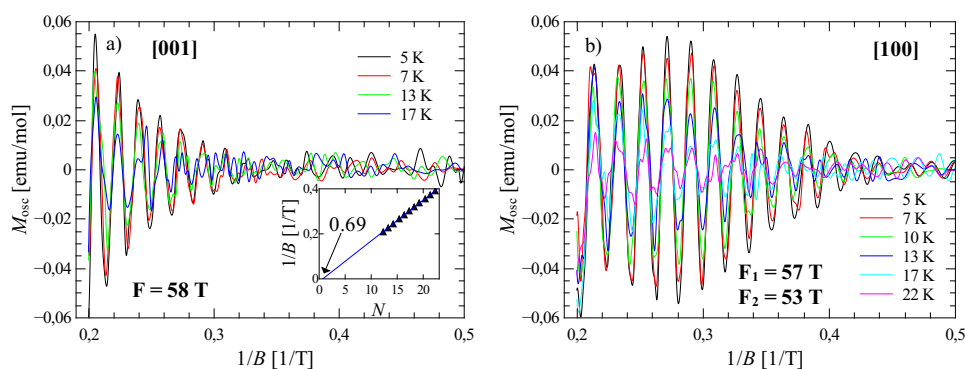 a)
[001]
5 K
7 K
13 K
17 K
M_osc [emu/mol]
0,06
0,04
0,02
0
−0,02
−0,04
−0,06
F = 58 T
0,4
0,2
0
1/B [1/T]
0.69
0 5 10 15 20
N
0,2 0,3 0,4 0,5
1/B [1/T]
b)
[100]
M_osc [emu/mol]
0,06
0,04
0,02
0
−0,02
−0,04
−0,06
5 K
7 K
10 K
13 K
17 K
22 K
F₁ = 57 T
F₂ = 53 T
0,2 0,3 0,4 0,5
1/B [1/T]